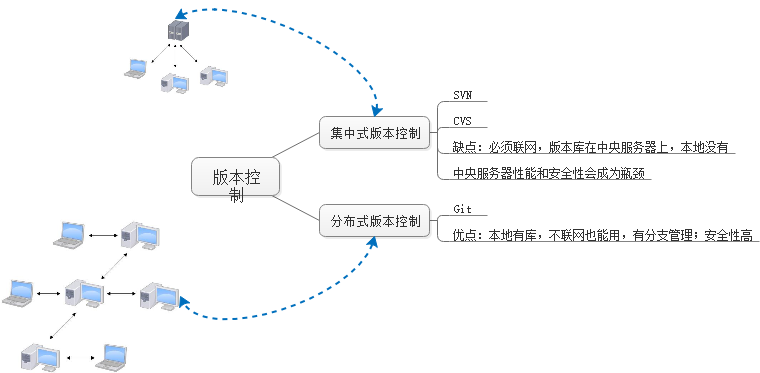 SVN
CVS
集中式版本控制
缺点：必须联网，版本库在中央服务器上，本地没有
中央服务器性能和安全性会成为瓶颈
版本控
制
Git
分布式版本控制
优点：本地有库，不联网也能用，有分支管理；安全性高